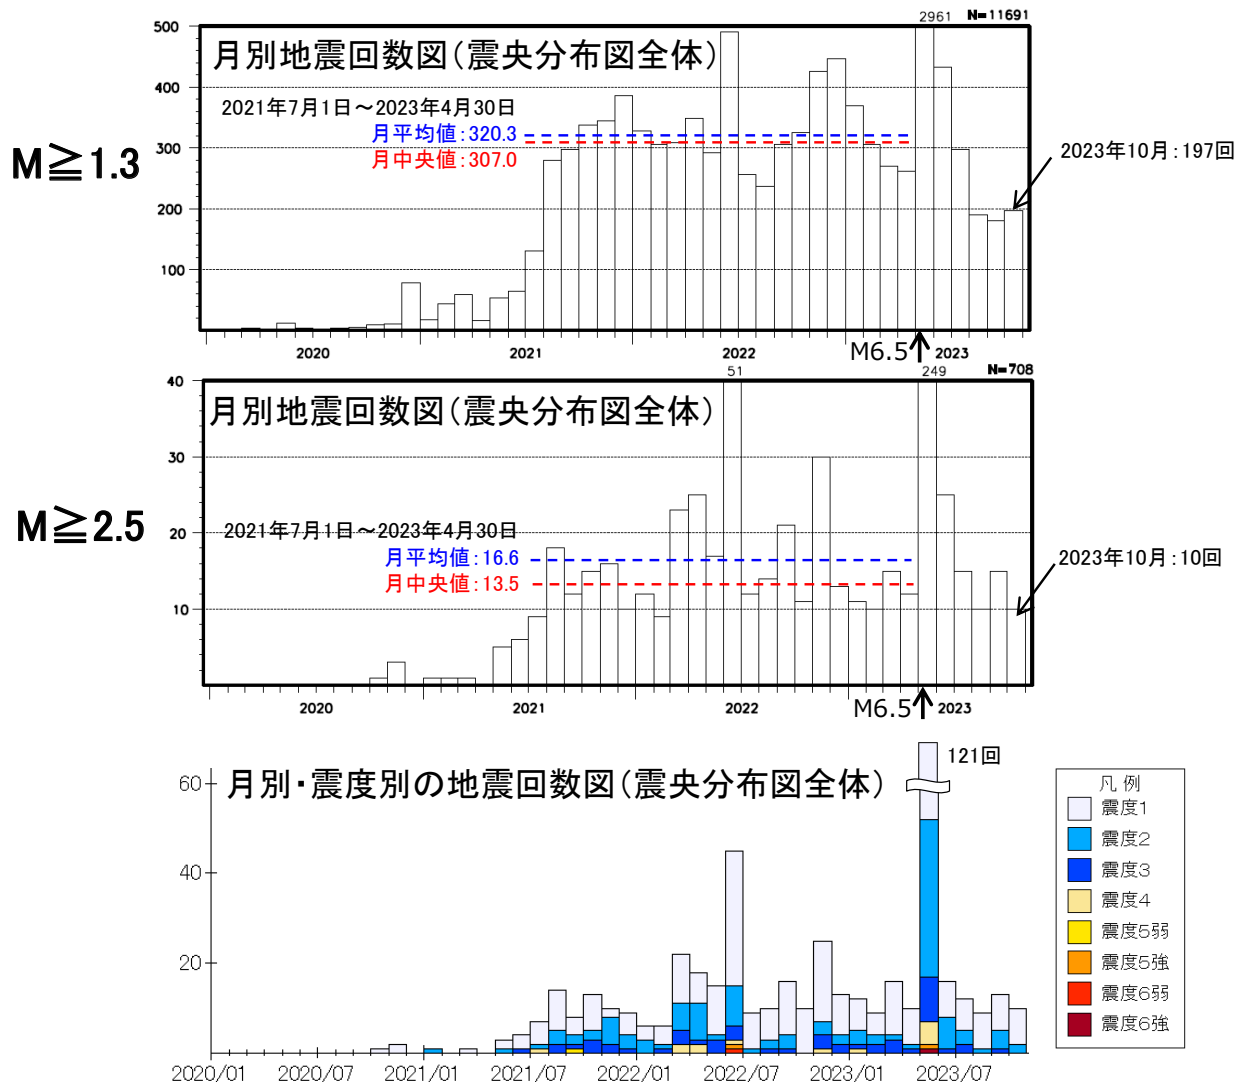 2961 N=11691
500
400
300
200
100
月別地震回数図(震央分布図全体)
2021年7月1日~2023年4月30日
月平均値:320.3
月中央値:307.0
M≧1.3
2023年10月:197回
2020 2021 2022 2023
M6.5
51 249 N=708
40
30
20
10
月別地震回数図(震央分布図全体)
2021年7月1日~2023年4月30日
月平均値:16.6
月中央値:13.5
M≧2.5
2023年10月:10回
2020 2021 2022 2023
M6.5
60
40
20
月別・震度別の地震回数図(震央分布図全体)
121回
凡例
震度1
震度2
震度3
震度4
震度5弱
震度5強
震度6弱
震度6強
2020/01 2020/07 2021/01 2021/07 2022/01 2022/07 2023/01 2023/07